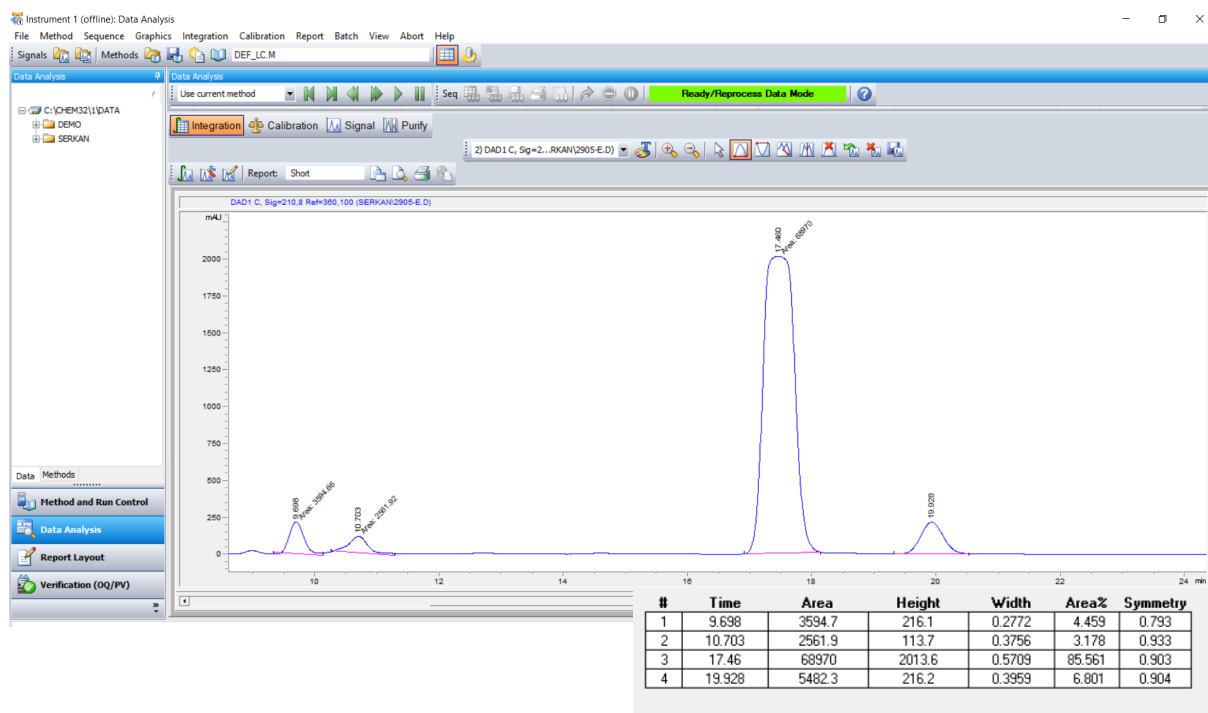 Instrument 1 (offline): Data Analysis
File Method Sequence Graphics Integration Calibration Report Batch View Abort Help
Signals Methods DEF_LC.M
Data Analysis
C:\CHEM32\1\DATA
DEMO
SERKAN
Data Methods
Method and Run Control
Data Analysis
Report Layout
Verification (OQ/PV)
Data Analysis
Use current method Seq Ready/Reprocess Data Mode
Integration Calibration Signal Purify
2) DAD1 C, Sig=2...RKAN\2905-E.D)
Report: Short
DAD1 C, Sig=210,8 Ref=360,100 (SERKAN\2905-E.D)
mAU
2000
1750
1500
1250
1000
750
500
250
0
9.698
Area: 3594.66
10.703
Area: 2561.92
17.460
Area: 68970
19.928
10 12 14 16 18 20 22 24 min
# Time Area Height Width Area% Symmetry
1 9.698 3594.7 216.1 0.2772 4.459 0.793
2 10.703 2561.9 113.7 0.3756 3.178 0.933
3 17.46 68970 2013.6 0.5709 85.561 0.903
4 19.928 5482.3 216.2 0.3959 6.801 0.904